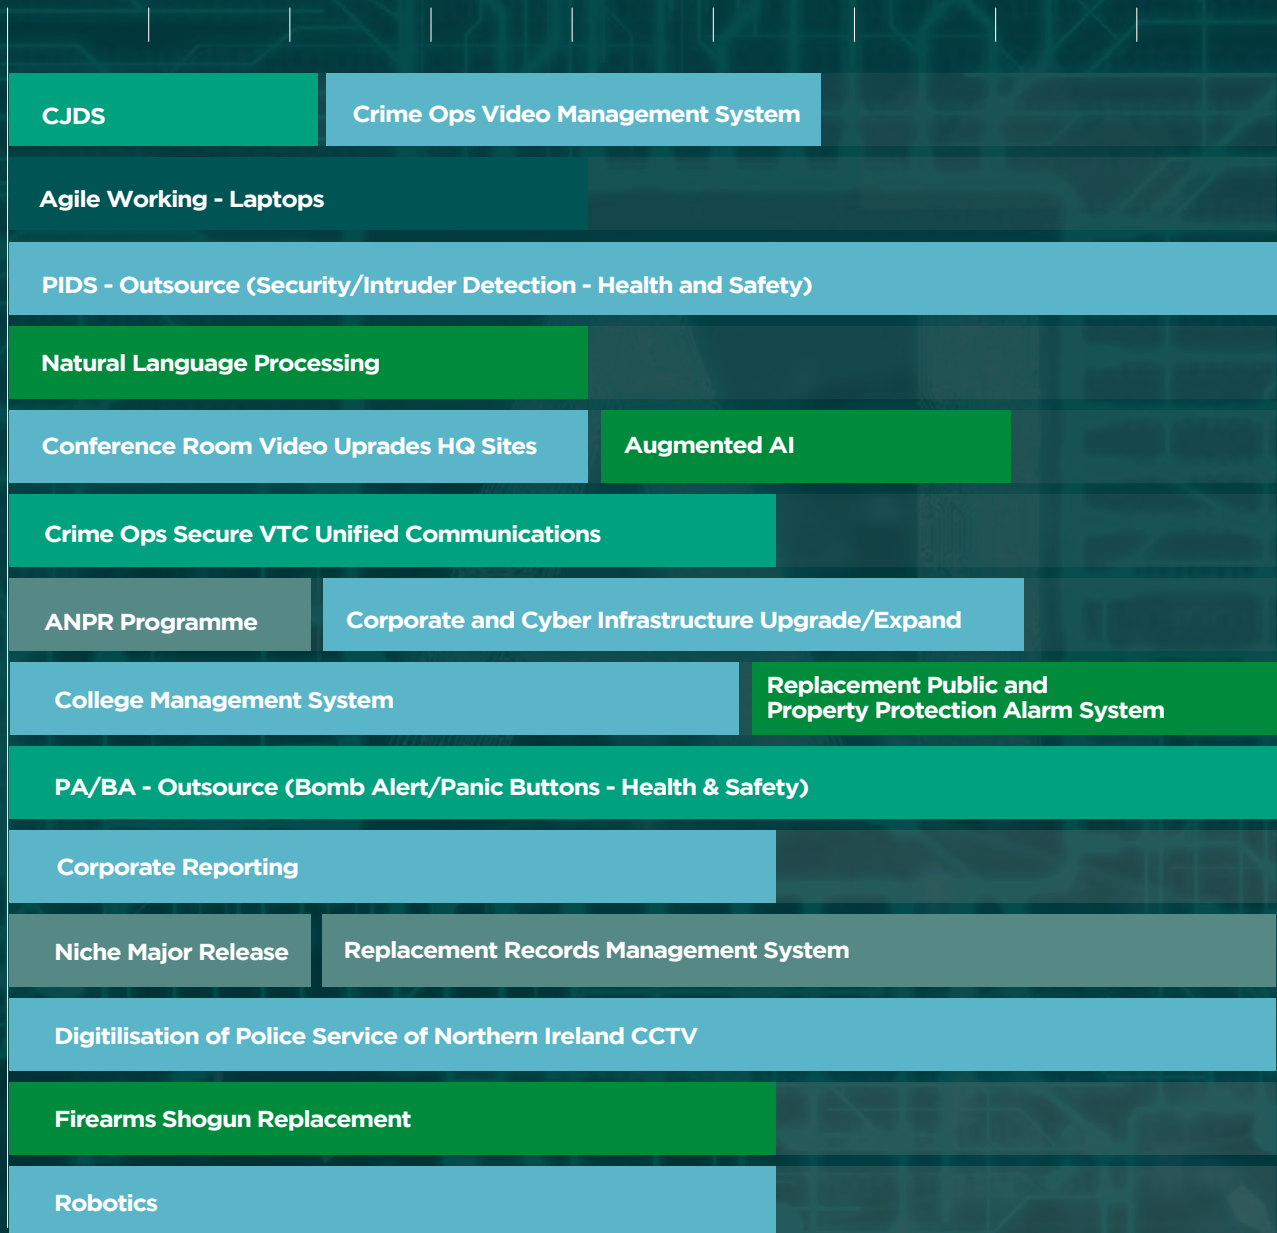 CJDS
Crime Ops Video Management System
Agile Working - Laptops
PIDS - Outsource (Security/Intruder Detection - Health and Safety)
Natural Language Processing
Conference Room Video Uprades HQ Sites
Augmented AI
Crime Ops Secure VTC Unified Communications
ANPR Programme
Corporate and Cyber Infrastructure Upgrade/Expand
College Management System
Replacement Public and
Property Protection Alarm System
PA/BA - Outsource (Bomb Alert/Panic Buttons - Health & Safety)
Corporate Reporting
Niche Major Release
Replacement Records Management System
Digitilisation of Police Service of Northern Ireland CCTV
Firearms Shogun Replacement
Robotics